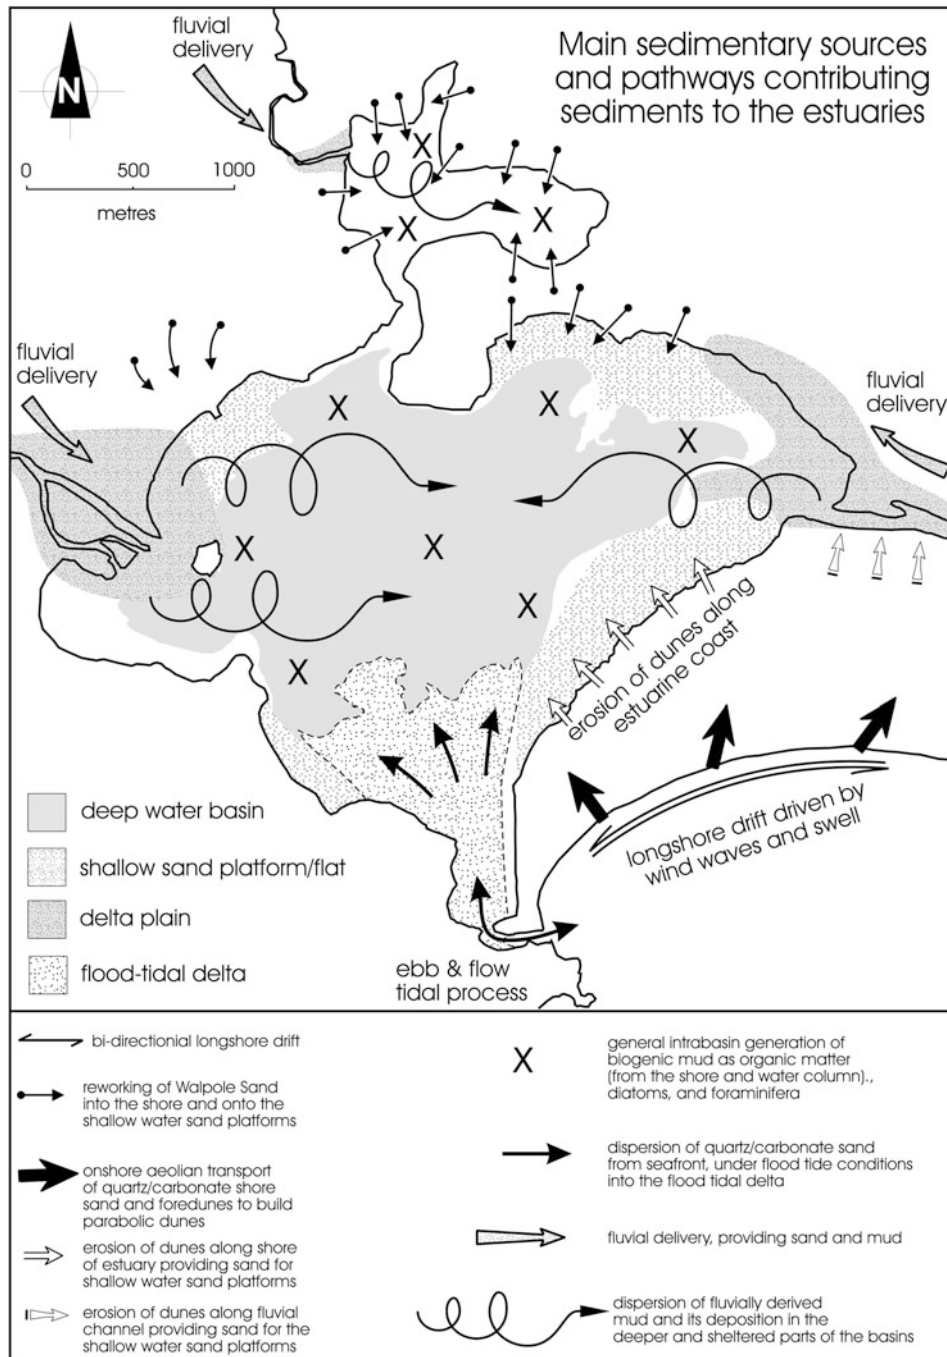 fluvial
delivery
Main sedimentary sources
and pathways contributing
sediments to the estuaries
N
0 500 1000
metres
X
X
X
fluvial
delivery
fluvial
delivery
X
X
X
X
X
X
X
erosion of dunes along
estuarine coast
longshore drift driven by
wind waves and swell
deep water basin
shallow sand platform/flat
delta plain
flood-tidal delta
ebb & flow
tidal process
bi-directionial longshore drift
reworking of Walpole Sand
into the shore and onto the
shallow water sand platforms
onshore aeolian transport
of quartz/carbonate shore
sand and foredunes to build
parabolic dunes
erosion of dunes along shore
of estuary providing sand for
shallow water sand platforms
erosion of dunes along fluvial
channel providing sand for the
shallow water sand platforms
X
general intrabasin generation of
biogenic mud as organic matter
(from the shore and water column).,
diatoms, and foraminifera
dispersion of quartz/carbonate sand
from seafront, under flood tide conditions
into the flood tidal delta
fluvial delivery, providing sand and mud
dispersion of fluvially derived
mud and its deposition in the
deeper and sheltered parts of the basins